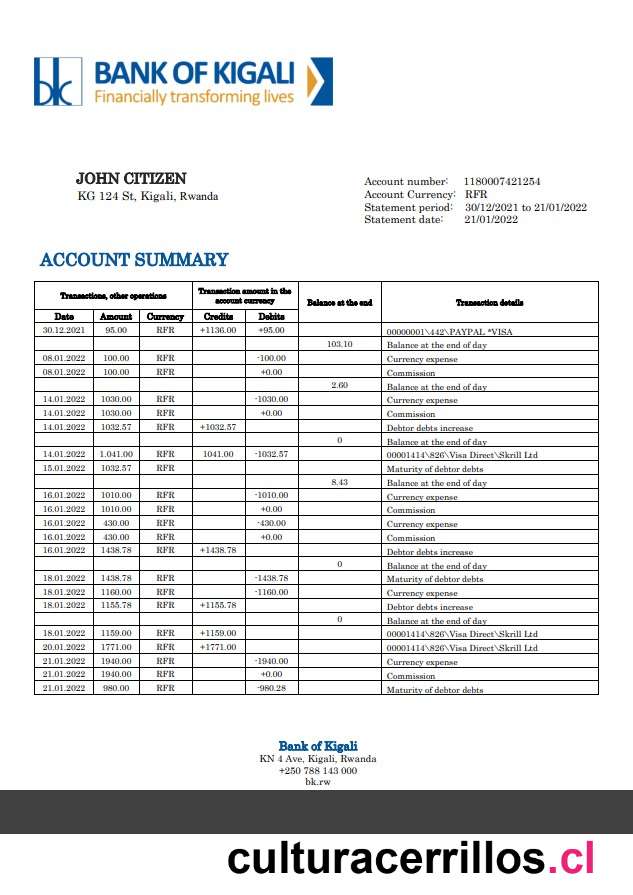 bk BANK OF KIGALI
Financially transforming lives
JOHN CITIZEN
KG 124 St, Kigali, Rwanda
Account number: 1180007421254
Account Currency: RFR
Statement period: 30/12/2021 to 21/01/2022
Statement date: 21/01/2022
ACCOUNT SUMMARY
Transactions, other operations Transaction amount in the account currency Balance at the end Transaction details
Date Amount Currency Credits Debits
30.12.2021 95.00 RFR +1136.00 +95.00 00000001\442\PAYPAL *VISA
103.10 Balance at the end of day
08.01.2022 100.00 RFR -100.00 Currency expense
08.01.2022 100.00 RFR +0.00 Commission
2.60 Balance at the end of day
14.01.2022 1030.00 RFR -1030.00 Currency expense
14.01.2022 1030.00 RFR +0.00 Commission
14.01.2022 1032.57 RFR +1032.57 Debtor debts increase
0 Balance at the end of day
14.01.2022 1.041.00 RFR 1041.00 -1032.57 00001414\826\Visa Direct\Skrill Ltd
15.01.2022 1032.57 RFR Maturity of debtor debts
8.43 Balance at the end of day
16.01.2022 1010.00 RFR -1010.00 Currency expense
16.01.2022 1010.00 RFR +0.00 Commission
16.01.2022 430.00 RFR -430.00 Currency expense
16.01.2022 430.00 RFR +0.00 Commission
16.01.2022 1438.78 RFR +1438.78 Debtor debts increase
0 Balance at the end of day
18.01.2022 1438.78 RFR -1438.78 Maturity of debtor debts
18.01.2022 1160.00 RFR -1160.00 Currency expense
18.01.2022 1155.78 RFR +1155.78 Debtor debts increase
0 Balance at the end of day
18.01.2022 1159.00 RFR +1159.00 00001414\826\Visa Direct\Skrill Ltd
20.01.2022 1771.00 RFR +1771.00 00001414\826\Visa Direct\Skrill Ltd
21.01.2022 1940.00 RFR -1940.00 Currency expense
21.01.2022 1940.00 RFR +0.00 Commission
21.01.2022 980.00 RFR -980.28 Maturity of debtor debts
Bank of Kigali
KN 4 Ave, Kigali, Rwanda
+250 788 143 000
bk.rw
culturacerrillos.cl